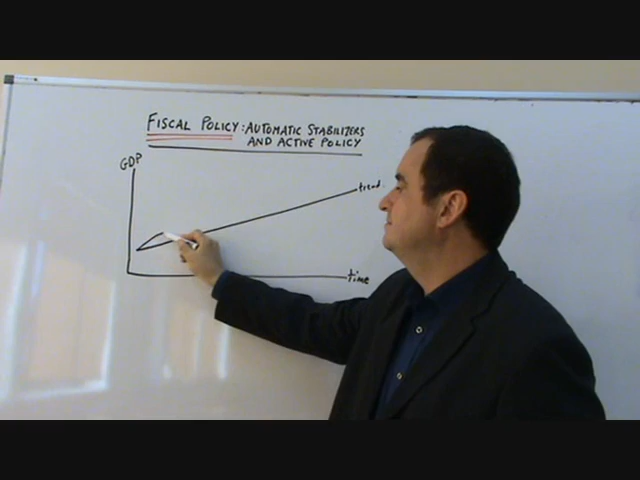 FISCAL POLICY: AUTOMATIC STABILIZERS
AND ACTIVE POLICY
GDP
trend
time